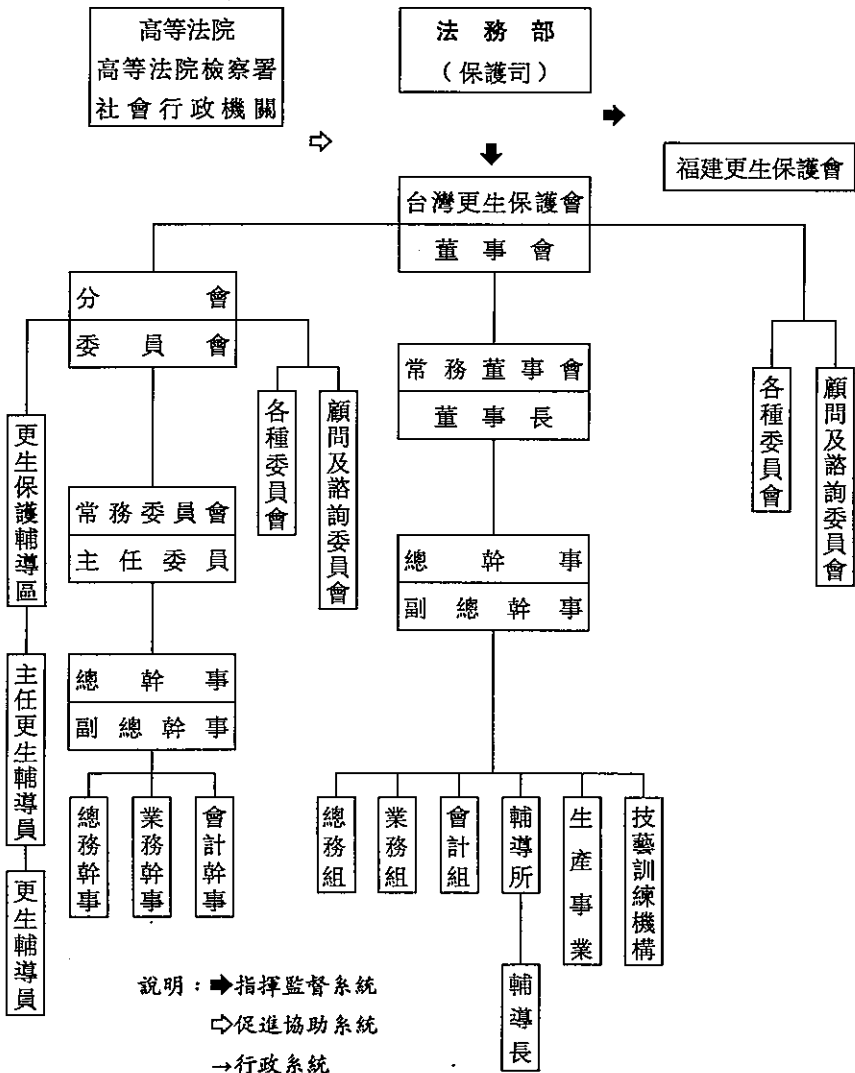 高等法院
高等法院檢察署
社會行政機關
法務部
（保護司）
福建更生保護會
台灣更生保護會
董事會
分會
委員會
常務董事會
董事長
各種委員會
顧問及諮詢委員會
各種委員會
顧問及諮詢委員會
更生保護輔導區
常務委員會
主任委員
總幹事
副總幹事
主任更生輔導員
總幹事
副總幹事
總務幹事
業務幹事
會計幹事
總務組
業務組
會計組
輔導所
生產事業
技藝訓練機構
更生輔導員
輔導長
說明：➡指揮監督系統
⇨促進協助系統
→行政系統